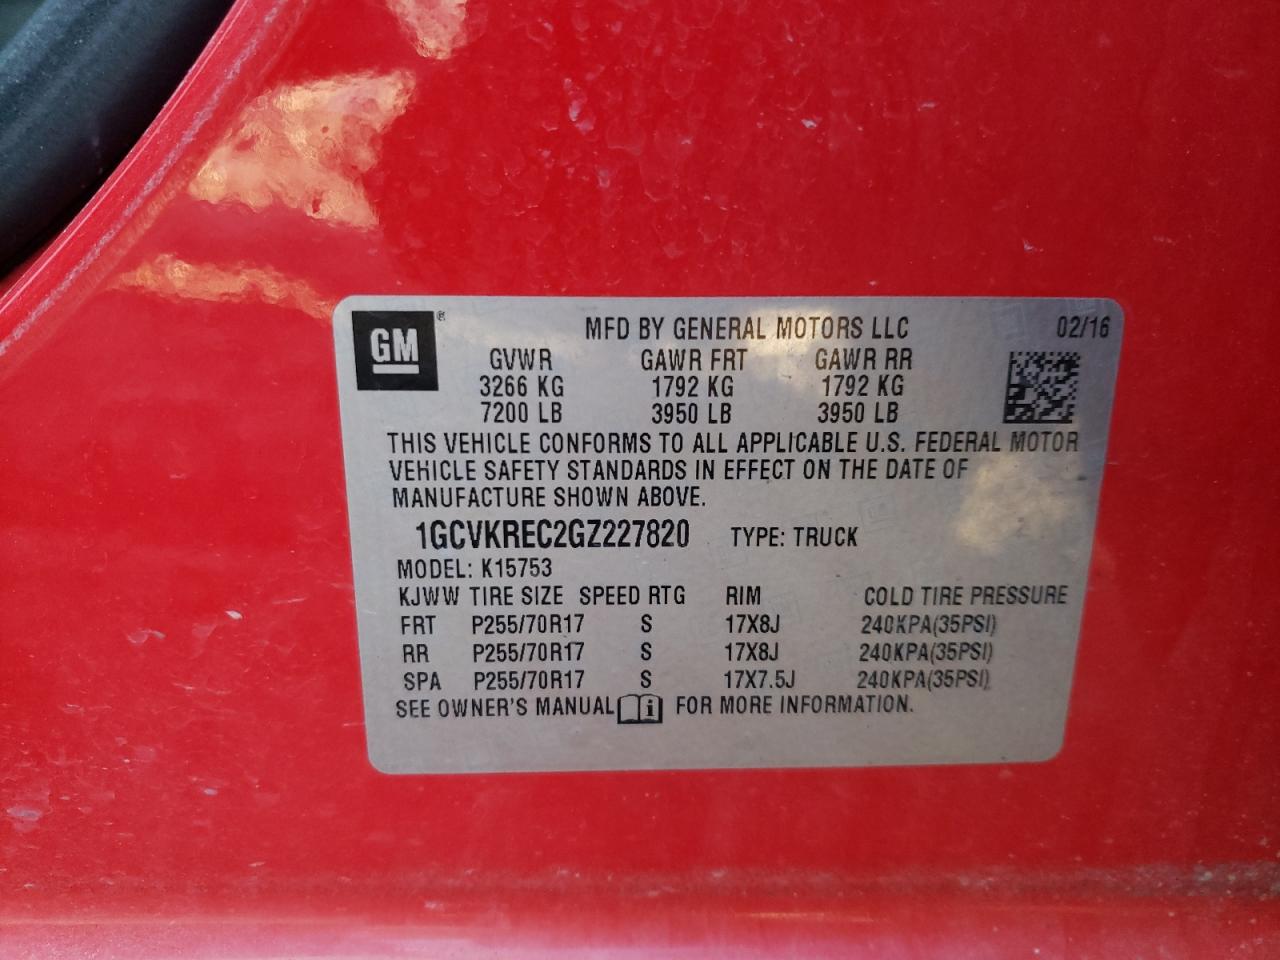 GM®
MFD BY GENERAL MOTORS LLC 02/16
GVWR GAWR FRT GAWR RR
3266 KG 1792 KG 1792 KG
7200 LB 3950 LB 3950 LB
THIS VEHICLE CONFORMS TO ALL APPLICABLE U.S. FEDERAL MOTOR
VEHICLE SAFETY STANDARDS IN EFFECT ON THE DATE OF
MANUFACTURE SHOWN ABOVE.
1GCVKREC2GZ227820 TYPE: TRUCK
MODEL: K15753
KJWW TIRE SIZE SPEED RTG RIM COLD TIRE PRESSURE
FRT P255/70R17 S 17X8J 240KPA(35PSI)
RR P255/70R17 S 17X8J 240KPA(35PSI)
SPA P255/70R17 S 17X7.5J 240KPA(35PSI)
SEE OWNER'S MANUAL i FOR MORE INFORMATION.